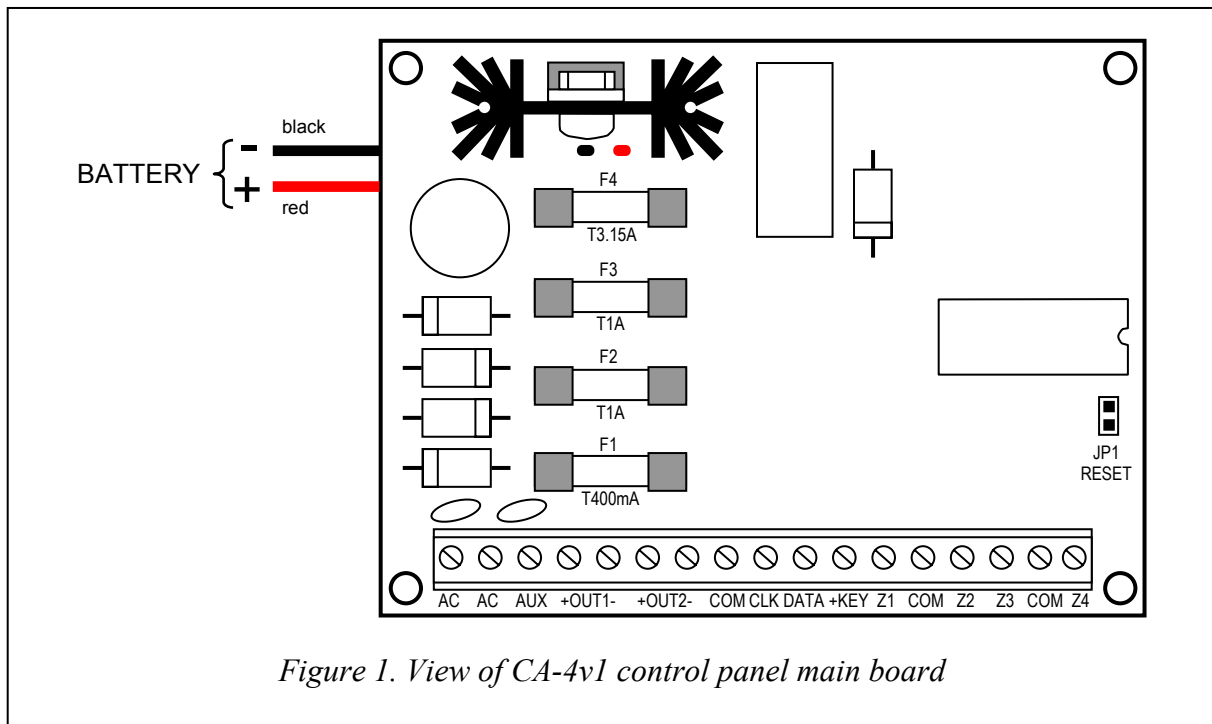 black
-
BATTERY
+
red
F4
T3.15A
F3
T1A
F2
T1A
F1
T400mA
JP1
RESET
AC AC AUX +OUT1- +OUT2- COM CLK DATA +KEY Z1 COM Z2 Z3 COM Z4
Figure 1. View of CA-4v1 control panel main board